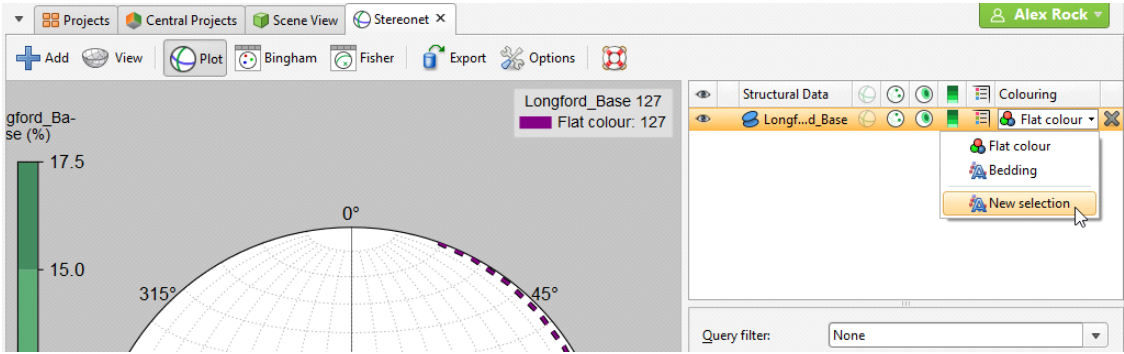 Projects Central Projects Scene View Stereonet Alex Rock
Add View Plot Bingham Fisher Export Options
Structural Data Colouring
Longf...d_Base Flat colour
Flat colour
Bedding
New selection
Longford_Base 127
Flat colour: 127
gford_Ba-
se (%)
17.5
15.0
0°
315°
45°
Query filter: None